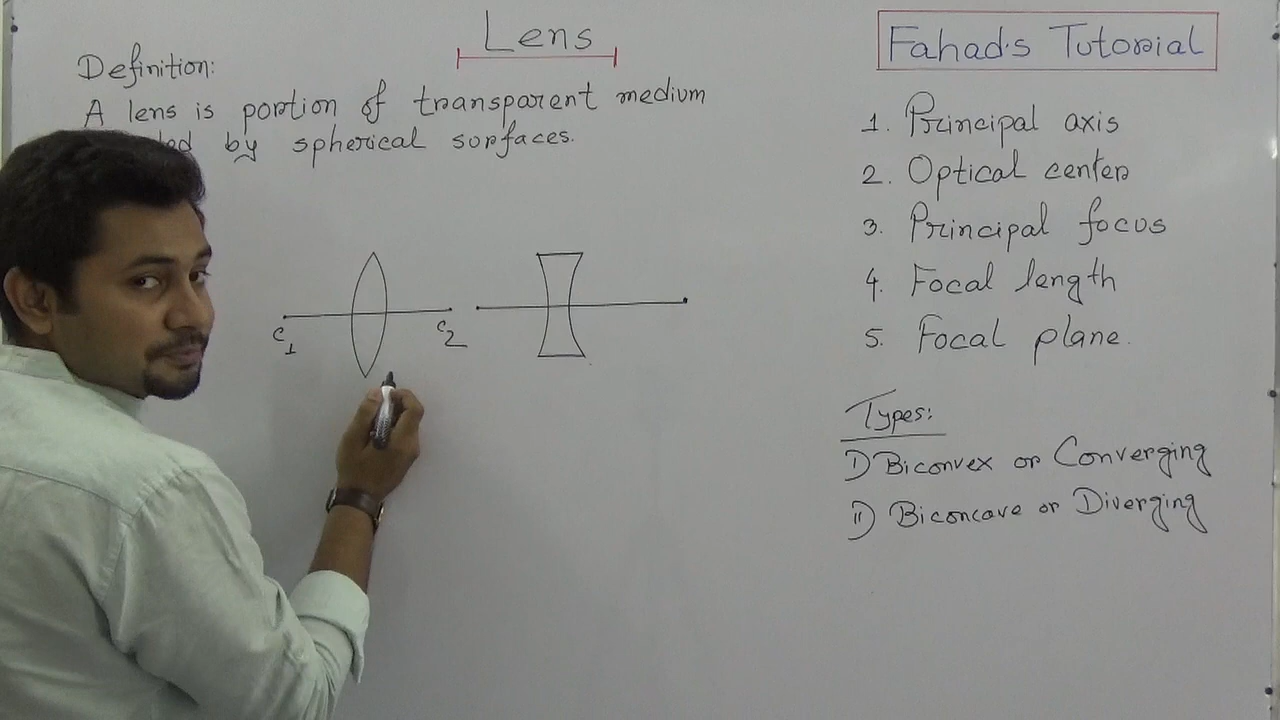 Lens
Definition:
A lens is portion of transparent medium
by spherical surfaces.
C1
C2
Fahad's Tutorial
1. Principal axis
2. Optical center
3. Principal focus
4. Focal length
5. Focal plane.
Types:
I) Biconvex or Converging
II) Biconcave or Diverging